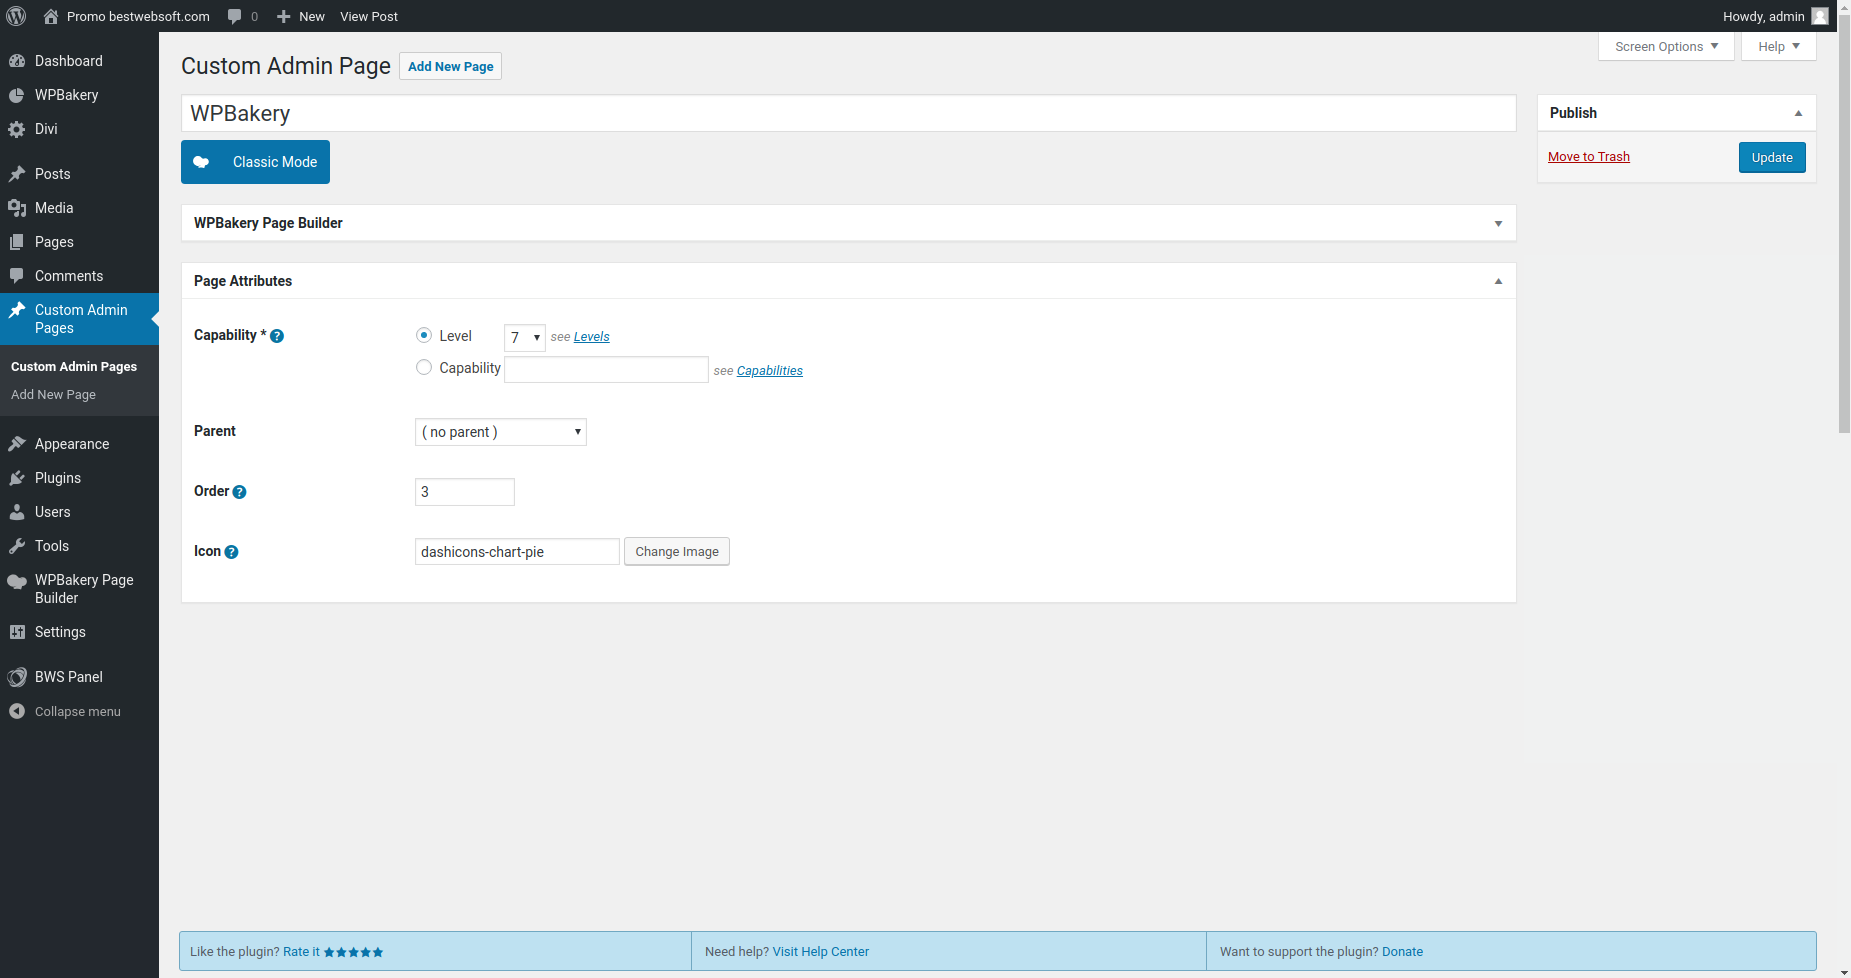 Promo bestwebsoft.com 0 New View Post Howdy, admin
Screen Options Help
Dashboard
WPBakery
Divi
Posts
Media
Pages
Comments
Custom Admin
Pages
Custom Admin Pages
Add New Page
Appearance
Plugins
Users
Tools
WPBakery Page
Builder
Settings
BWS Panel
Collapse menu
Custom Admin Page Add New Page
WPBakery
Classic Mode
WPBakery Page Builder
Page Attributes
Capability * ? Level 7 see Levels
Capability see Capabilities
Parent ( no parent )
Order ? 3
Icon ? dashicons-chart-pie Change Image
Publish
Move to Trash Update
Like the plugin? Rate it Need help? Visit Help Center Want to support the plugin? Donate